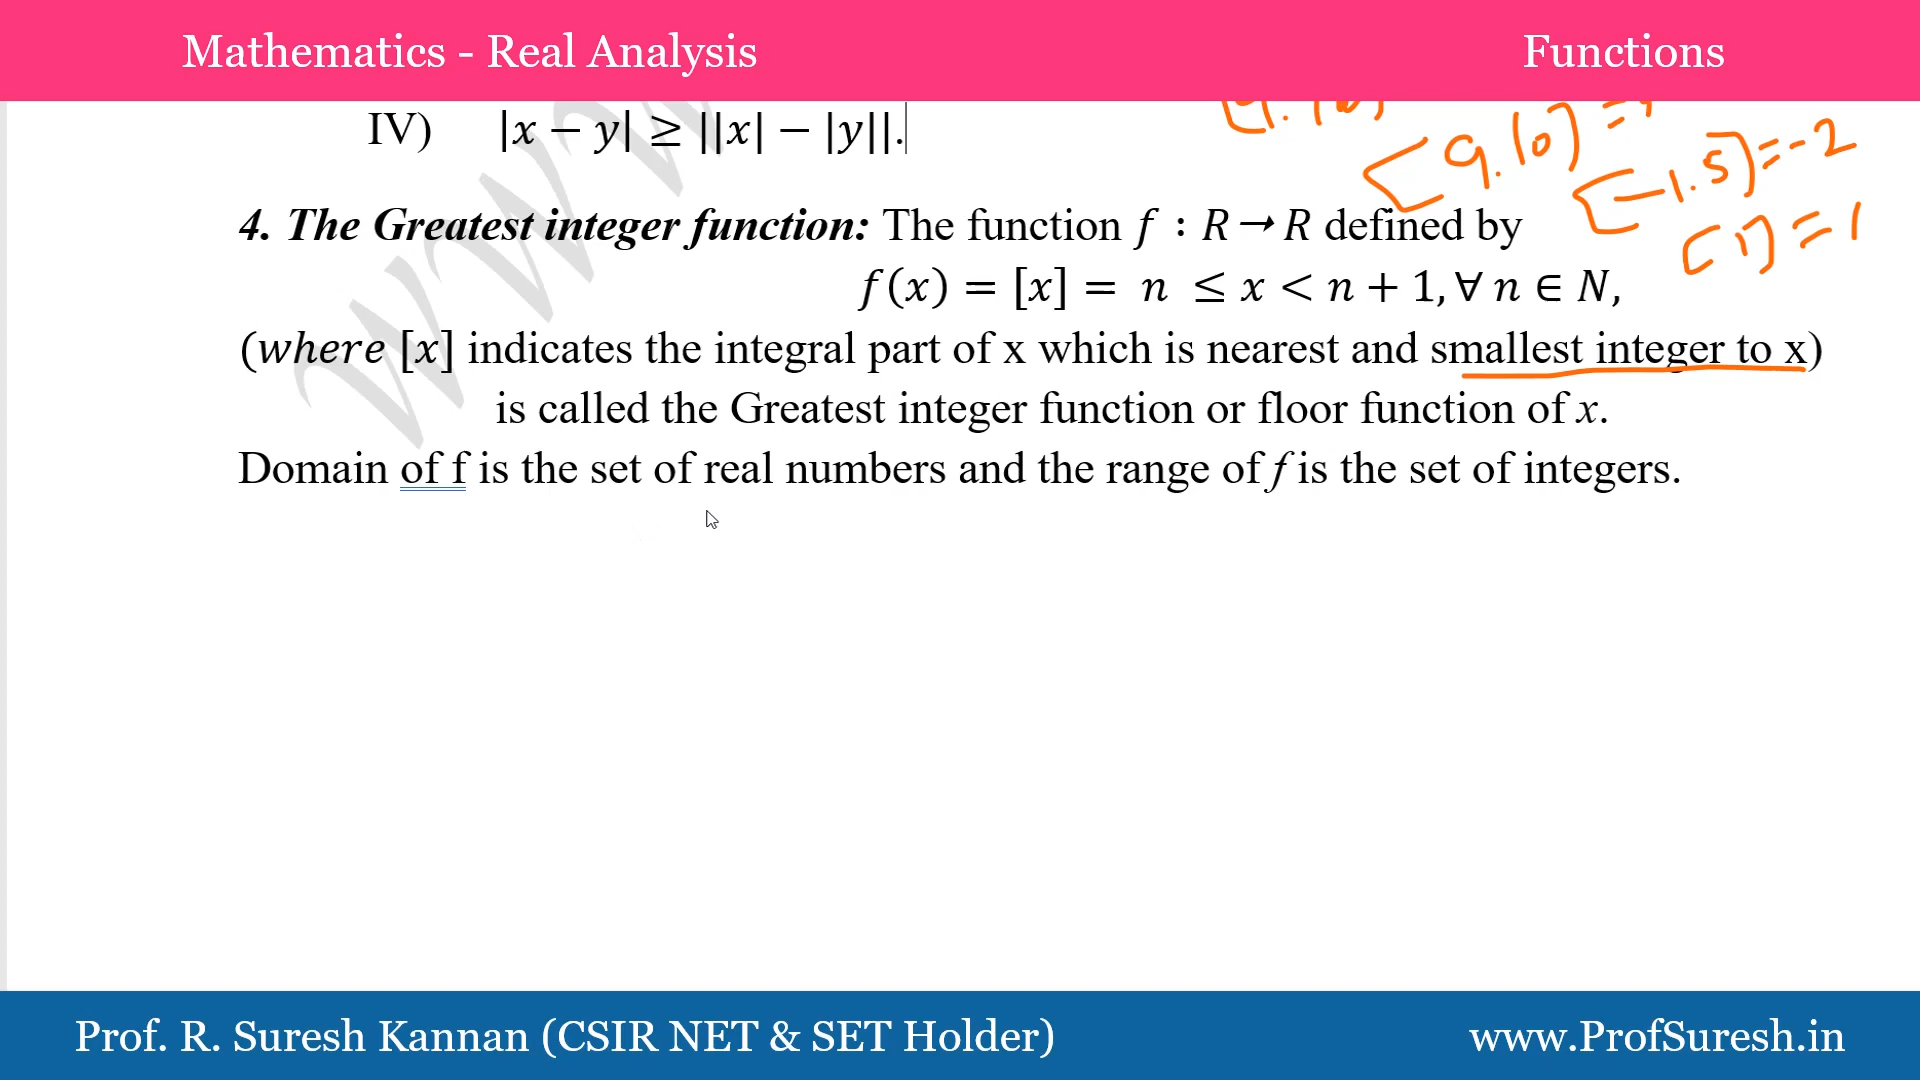 Mathematics - Real Analysis
Functions
IV) |x − y| ≥ ||x| − |y||.
[9.10]
[-1.5] = -2
[1] = 1
4. The Greatest integer function: The function f : R → R defined by
f(x) = [x] = n ≤ x < n + 1, ∀ n ∈ N,
(where [x] indicates the integral part of x which is nearest and smallest integer to x)
is called the Greatest integer function or floor function of x.
Domain of f is the set of real numbers and the range of f is the set of integers.
Prof. R. Suresh Kannan (CSIR NET & SET Holder)
www.ProfSuresh.in